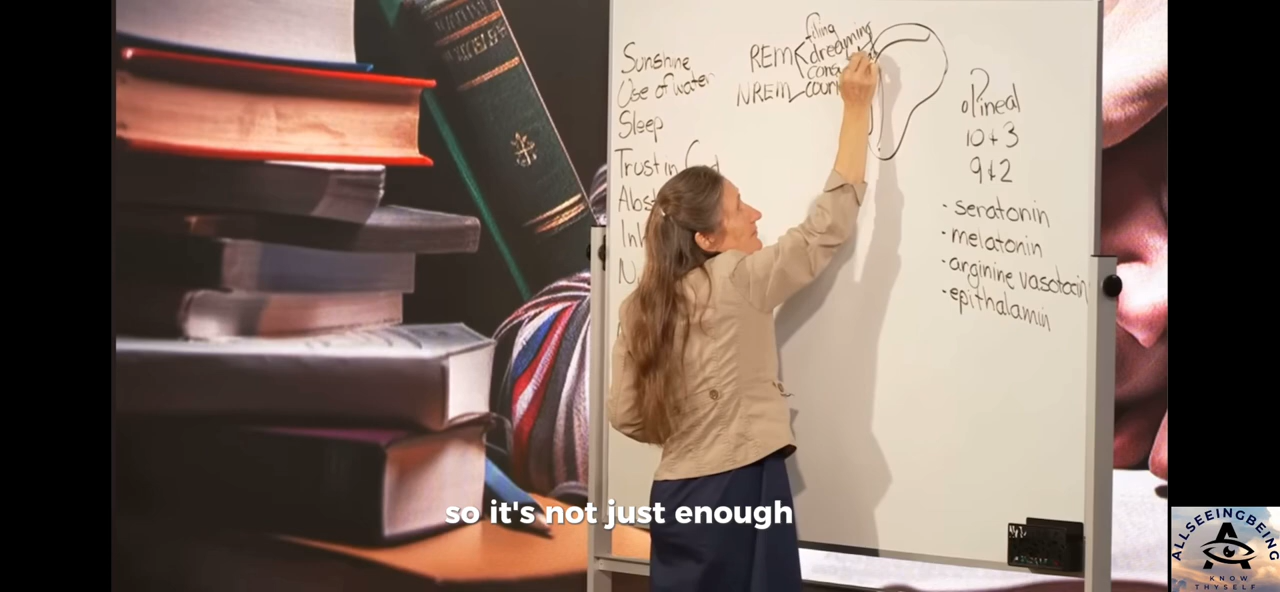 Sunshine
Use of water
Sleep
Trust in
REM
filing
dreaming
NREM
Pineal
10 + 3
9 & 2
- seratonin
- melatonin
- arginine vasotocin
- epithalamin
so it's not just enough
ALLSEEINGBEING
KNOW
THYSELF